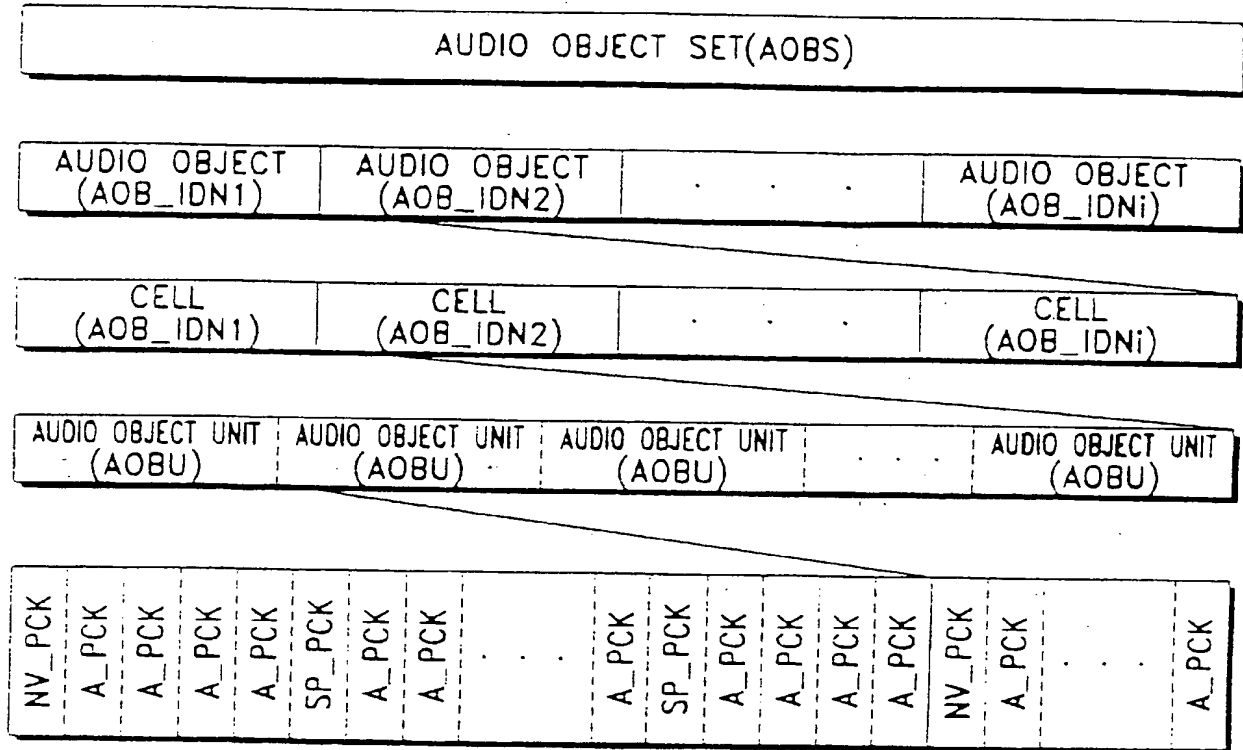 AUDIO OBJECT SET(AOBS)
AUDIO OBJECT (AOB_IDN1) AUDIO OBJECT (AOB_IDN2) . . . AUDIO OBJECT (AOB_IDNi)
CELL (AOB_IDN1) CELL (AOB_IDN2) . . . CELL (AOB_IDNi)
AUDIO OBJECT UNIT (AOBU) AUDIO OBJECT UNIT (AOBU) AUDIO OBJECT UNIT (AOBU) . . . AUDIO OBJECT UNIT (AOBU)
NV_PCK A_PCK A_PCK A_PCK A_PCK SP_PCK A_PCK A_PCK . . . A_PCK SP_PCK A_PCK A_PCK A_PCK A_PCK NV_PCK A_PCK . . . A_PCK